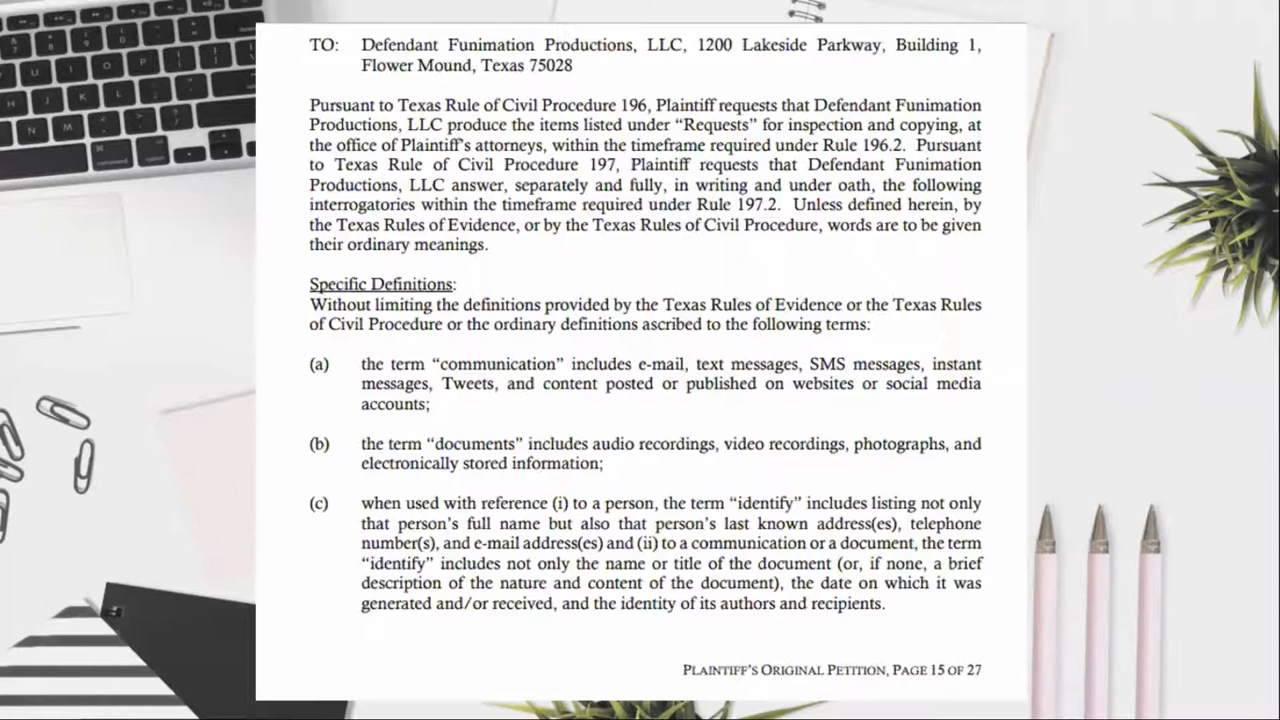 TO: Defendant Funimation Productions, LLC, 1200 Lakeside Parkway, Building 1,
Flower Mound, Texas 75028
Pursuant to Texas Rule of Civil Procedure 196, Plaintiff requests that Defendant Funimation
Productions, LLC produce the items listed under “Requests” for inspection and copying, at
the office of Plaintiff's attorneys, within the timeframe required under Rule 196.2. Pursuant
to Texas Rule of Civil Procedure 197, Plaintiff requests that Defendant Funimation
Productions, LLC answer, separately and fully, in writing and under oath, the following
interrogatories within the timeframe required under Rule 197.2. Unless defined herein, by
the Texas Rules of Evidence, or by the Texas Rules of Civil Procedure, words are to be given
their ordinary meanings.
Specific Definitions:
Without limiting the definitions provided by the Texas Rules of Evidence or the Texas Rules
of Civil Procedure or the ordinary definitions ascribed to the following terms:
(a) the term “communication” includes e-mail, text messages, SMS messages, instant
messages, Tweets, and content posted or published on websites or social media
accounts;
(b) the term “documents” includes audio recordings, video recordings, photographs, and
electronically stored information;
(c) when used with reference (i) to a person, the term “identify” includes listing not only
that person's full name but also that person's last known address(es), telephone
number(s), and e-mail address(es) and (ii) to a communication or a document, the term
“identify” includes not only the name or title of the document (or, if none, a brief
description of the nature and content of the document), the date on which it was
generated and/or received, and the identity of its authors and recipients.
PLAINTIFF'S ORIGINAL PETITION, PAGE 15 OF 27